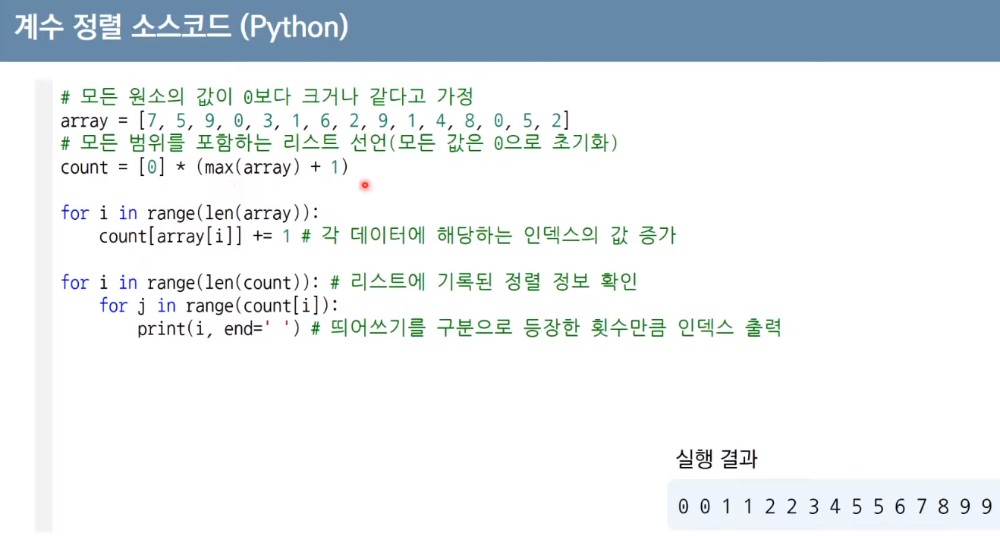 계수 정렬 소스코드 (Python)
# 모든 원소의 값이 0보다 크거나 같다고 가정
array = [7, 5, 9, 0, 3, 1, 6, 2, 9, 1, 4, 8, 0, 5, 2]
# 모든 범위를 포함하는 리스트 선언(모든 값은 0으로 초기화)
count = [0] * (max(array) + 1)
for i in range(len(array)):
    count[array[i]] += 1 # 각 데이터에 해당하는 인덱스의 값 증가
for i in range(len(count)): # 리스트에 기록된 정렬 정보 확인
    for j in range(count[i]):
        print(i, end=' ') # 띄어쓰기를 구분으로 등장한 횟수만큼 인덱스 출력
실행 결과
0 0 1 1 2 2 3 4 5 5 6 7 8 9 9